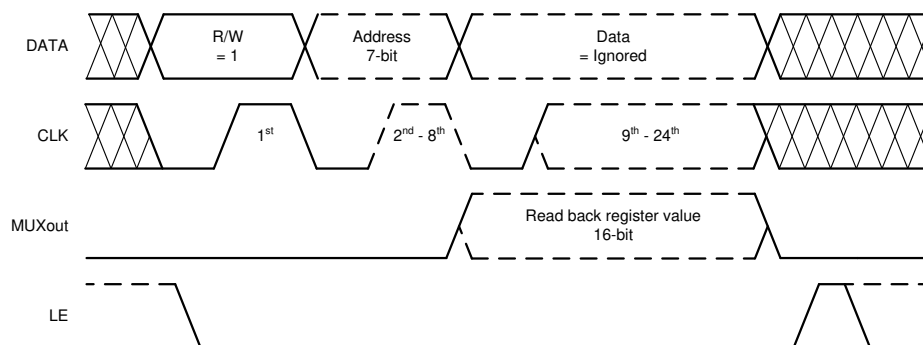 DATA
R/W
= 1
Address
7-bit
Data
= Ignored
CLK
1st
2nd - 8th
9th - 24th
MUXout
Read back register value
16-bit
LE